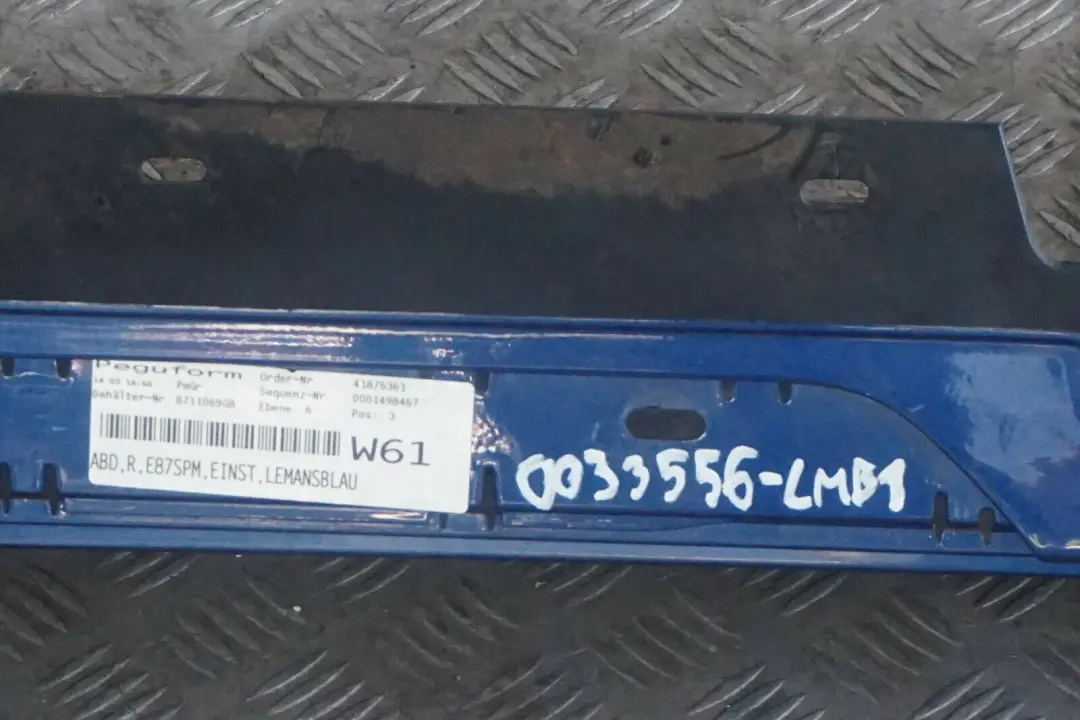 Peguform Order-Nr 41876361
PeGr Sequenz-Nr 0001498467
Behälter-Nr 871106908 Ebene 6 Pos: 3
W61
ABD,R,E87SPM,EINST,LEMANSBLAU
0033556-LMB1